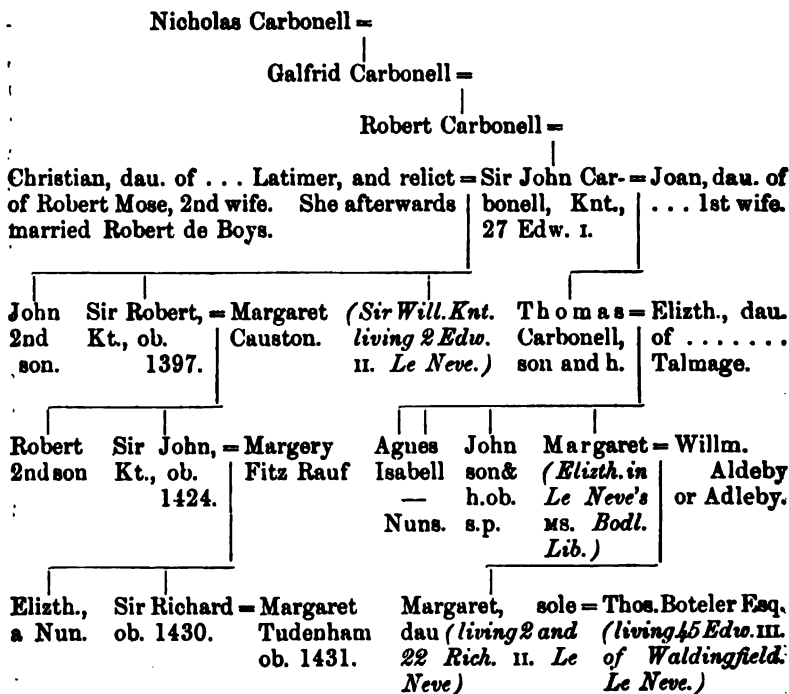 Nicholas Carbonell =
Galfrid Carbonell =
Robert Carbonell =
Christian, dau. of . . . Latimer, and relict = Sir John Car- = Joan, dau. of
of Robert Mose, 2nd wife. She afterwards bonell, Knt., . . . 1st wife.
married Robert de Boys. 27 Edw. I.
John Sir Robert, = Margaret (Sir Will. Knt. Thomas = Elizth., dau.
2nd Kt., ob. Causton. living 2 Edw. Carbonell, of . . . . . . .
son. 1397. II. Le Neve.) son and h. Talmage.
Robert Sir John, = Margery Agnes John Margaret = Willm.
2nd son Kt., ob. Fitz Rauf Isabell son & (Elizth. in Aldeby
1424. — h. ob. Le Neve's or Adleby.
Nuns. s.p. MS. Bodl.
Lib.)
Elizth., Sir Richard = Margaret Margaret, sole = Thos. Boteler Esq.
a Nun. ob. 1430. Tudenham dau (living 2 and (living 45 Edw. III.
ob. 1431. 22 Rich. II. Le of Waldingfield.
Neve) Le Neve.)